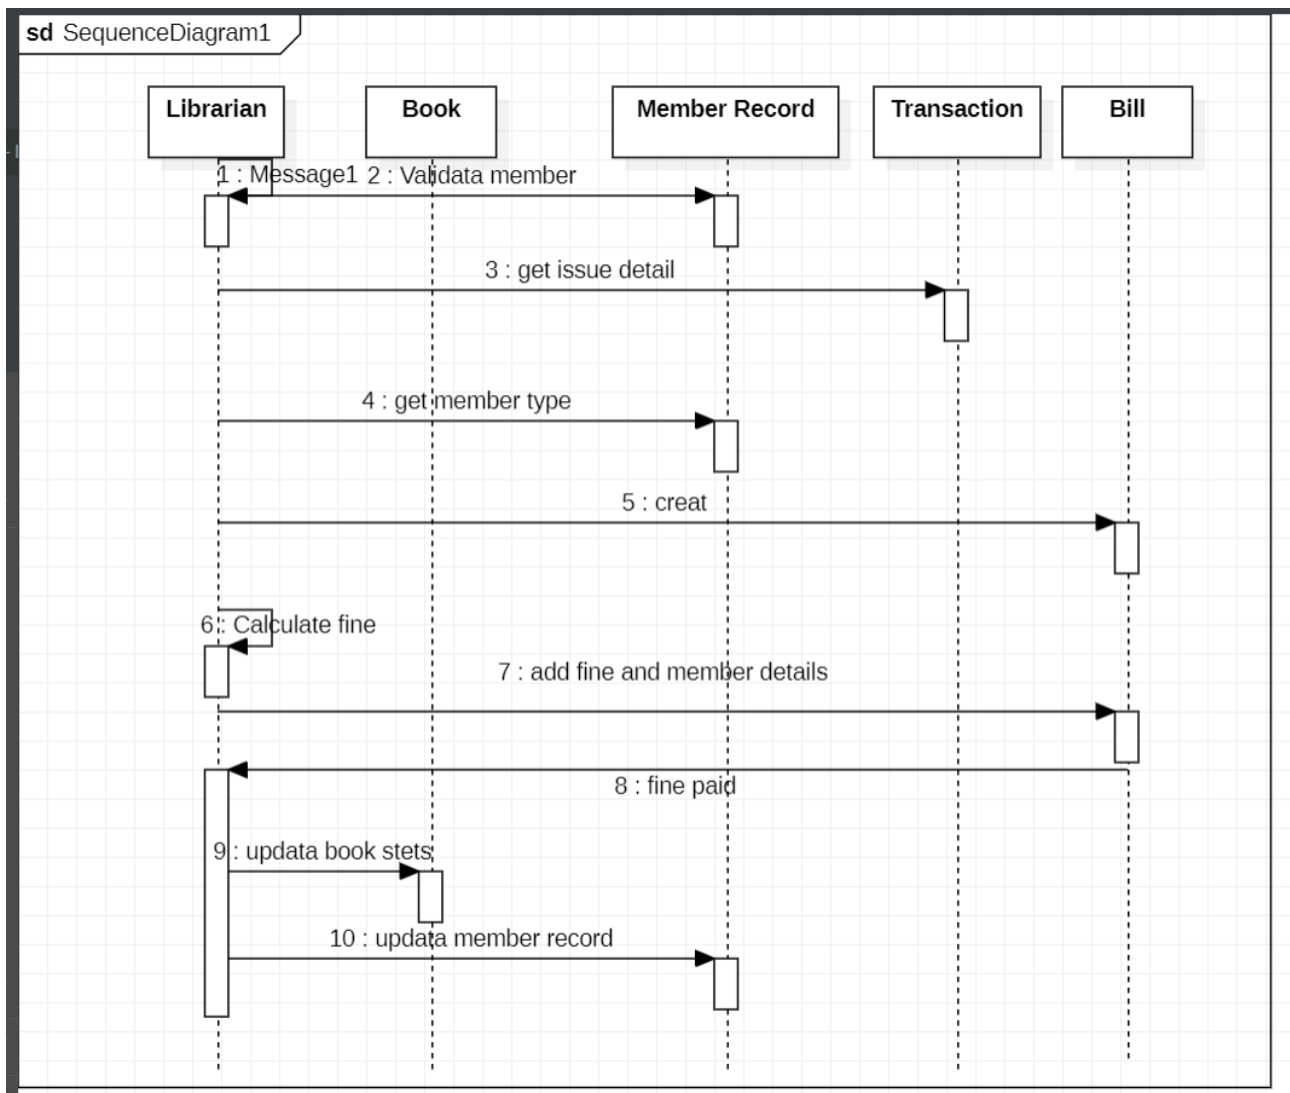 sd SequenceDiagram1
Librarian
Book
Member Record
Transaction
Bill
1 : Message1
2 : Validata member
3 : get issue detail
4 : get member type
5 : creat
6 : Calculate fine
7 : add fine and member details
8 : fine paid
9 : updata book stets
10 : updata member record